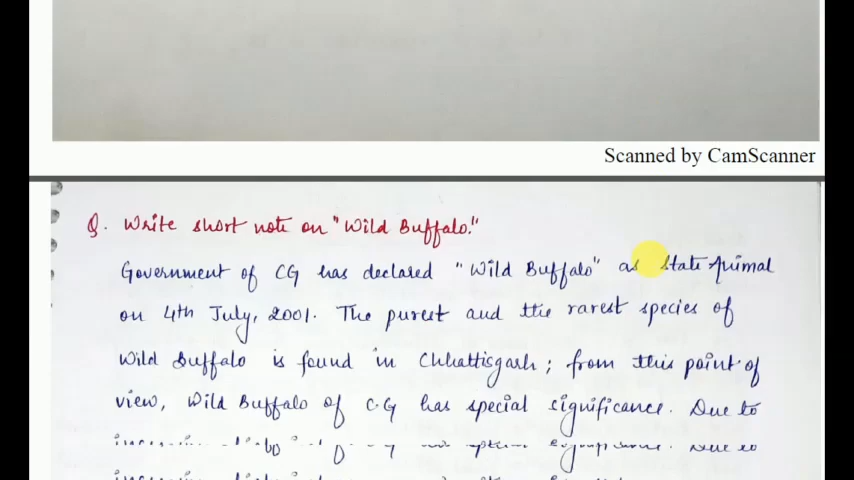 Scanned by CamScanner
Q. Write short note on "Wild Buffalo."
Government of CG has declared "Wild Buffalo" as State Animal
on 4th July, 2001. The purest and the rarest species of
Wild Buffalo is found in Chhattisgarh; from this point of
view, Wild Buffalo of C.G has special significance. Due to